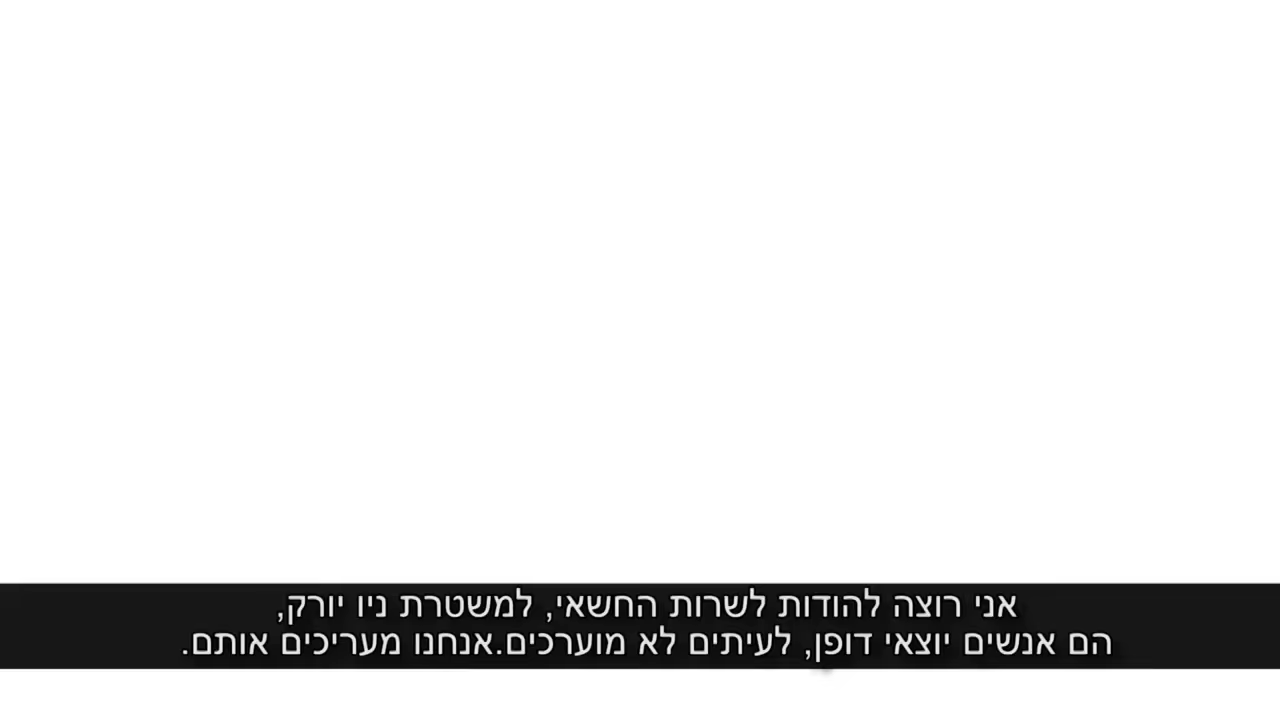 אני רוצה להודות לשרות החשאי, למשטרת ניו יורק,
הם אנשים יוצאי דופן, לעיתים לא מוערכים.אנחנו מעריכים אותם.